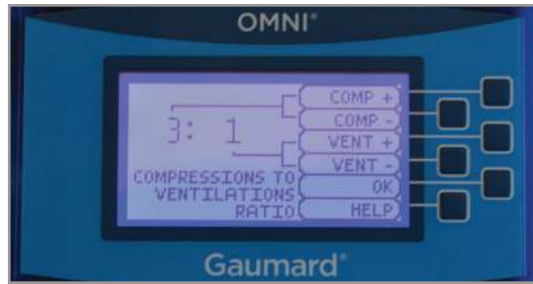 OMNI®
COMP +
COMP -
3: 1
VENT +
VENT -
COMPRESSIONS TO
VENTILATIONS
RATIO
OK
HELP
Gaumard®